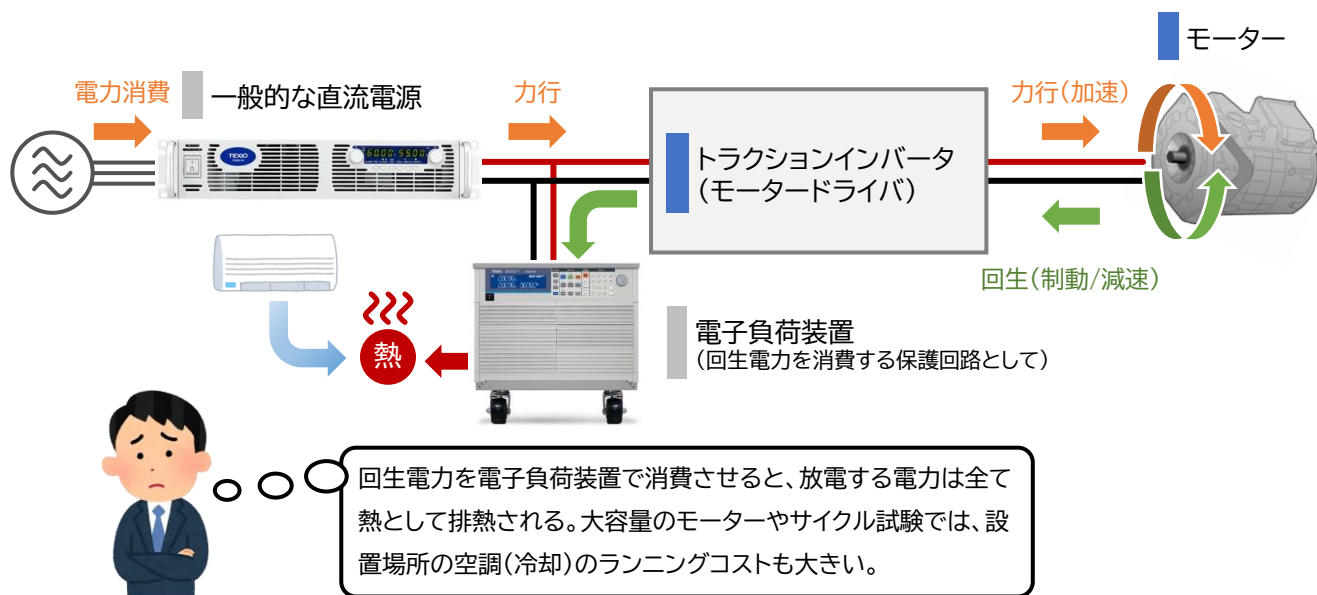 モーター
電力消費
一般的な直流電源
力行
力行(加速)
TEXIO
60.00 55.00
トラクションインバータ
(モータードライバ)
回生(制動/減速)
TEXIO
熱
電子負荷装置
(回生電力を消費する保護回路として)
回生電力を電子負荷装置で消費させると、放電する電力は全て
熱として排熱される。大容量のモーターやサイクル試験では、設
置場所の空調(冷却)のランニングコストも大きい。